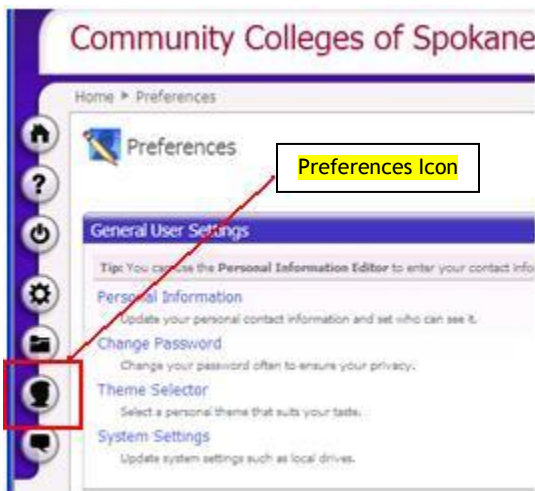 Community Colleges of Spokane
Home ▶ Preferences
Preferences
Preferences Icon
?
General User Settings
Tip: You can use the Personal Information Editor to enter your contact info
Personal Information
Update your personal contact information and set who can see it.
Change Password
Change your password often to ensure your privacy.
Theme Selector
Select a personal theme that suits your taste.
System Settings
Update system settings such as local drives.